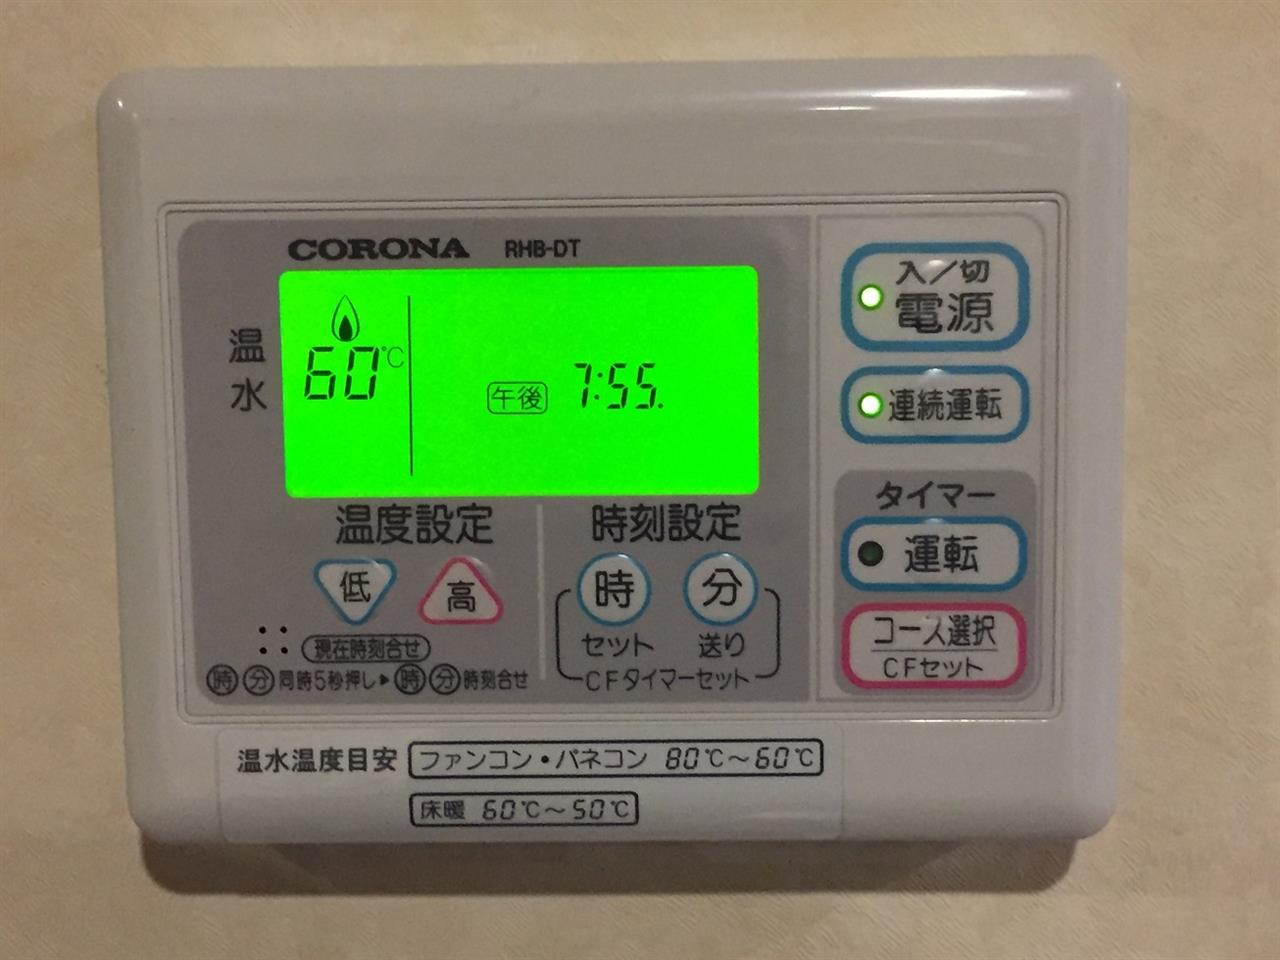 CORONA RHB-DT
温水
60℃
午後 7:55.
入/切
電源
連続運転
タイマー
運転
コース選択
CFセット
温度設定
低 高
時刻設定
時 分
セット 送り
CFタイマーセット
現在時刻合せ
時 分 同時5秒押し▶時 分 時刻合せ
温水温度目安 ファンコン・パネコン 80℃～60℃
床暖 60℃～50℃